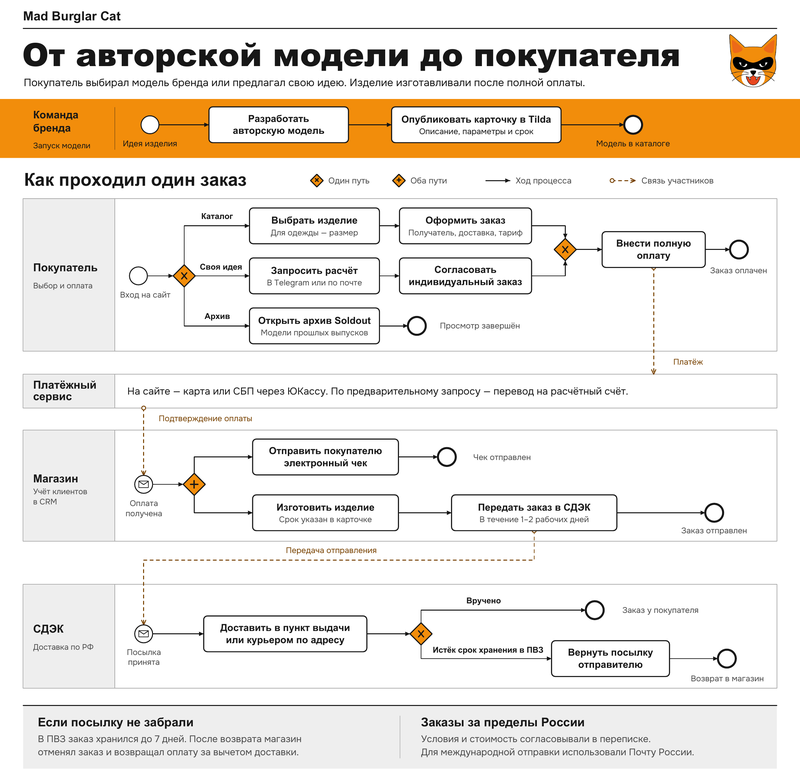 Mad Burglar Cat
От авторской модели до покупателя
Покупатель выбирал модель бренда или предлагал свою идею. Изделие изготавливали после полной оплаты.
Команда
бренда
Запуск модели
Идея изделия
Разработать
авторскую модель
Опубликовать карточку в Tilda
Описание, параметры и срок
Модель в каталоге
Как проходил один заказ
X Один путь
+ Оба пути
Ход процесса
Связь участников
Покупатель
Выбор и оплата
Вход на сайт
X
Каталог
Выбрать изделие
Для одежды — размер
Оформить заказ
Получатель, доставка, тариф
Своя идея
Запросить расчёт
В Telegram или по почте
Согласовать
индивидуальный заказ
X
Внести полную
оплату
Заказ оплачен
Архив
Открыть архив Soldout
Модели прошлых выпусков
Просмотр завершён
Платёж
Платёжный
сервис
На сайте — карта или СБП через ЮКассу. По предварительному запросу — перевод на расчётный счёт.
Подтверждение оплаты
Магазин
Учёт клиентов
в CRM
Оплата
получена
+
Отправить покупателю
электронный чек
Чек отправлен
Изготовить изделие
Срок указан в карточке
Передать заказ в СДЭК
В течение 1–2 рабочих дней
Заказ отправлен
Передача отправления
СДЭК
Доставка по РФ
Посылка
принята
Доставить в пункт выдачи
или курьером по адресу
X
Вручено
Заказ у покупателя
Истёк срок хранения в ПВЗ
Вернуть посылку
отправителю
Возврат в магазин
Если посылку не забрали
В ПВЗ заказ хранился до 7 дней. После возврата магазин
отменял заказ и возвращал оплату за вычетом доставки.
Заказы за пределы России
Условия и стоимость согласовывали в переписке.
Для международной отправки использовали Почту России.